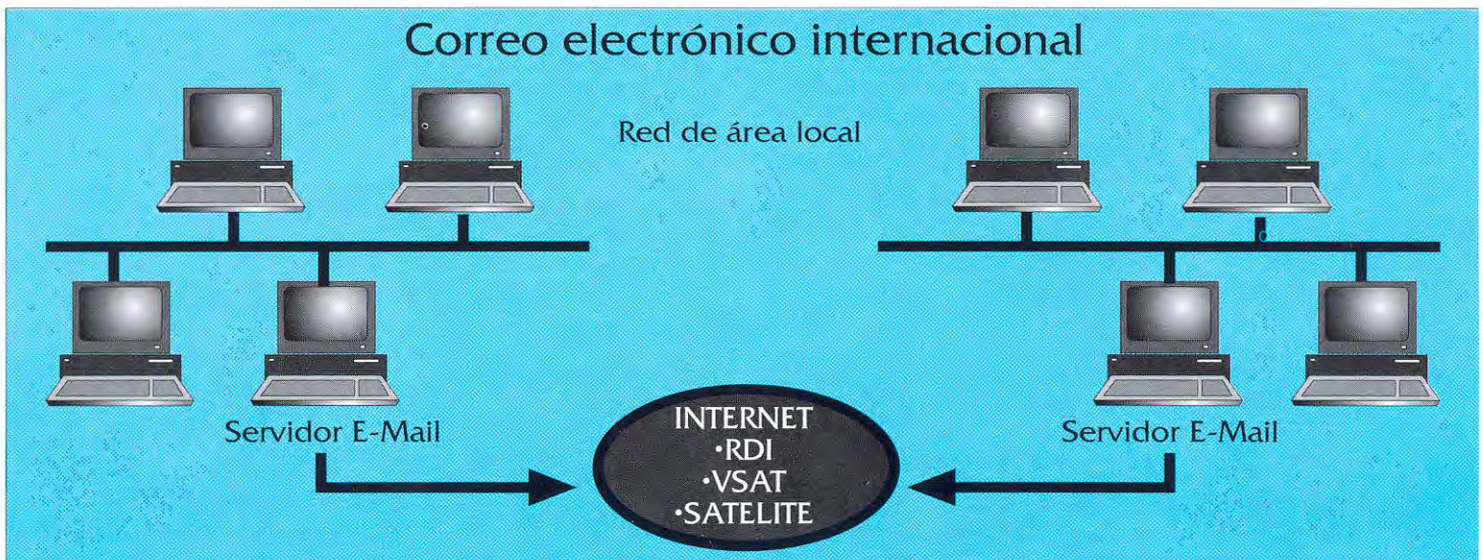 Correo electrónico internacional
Red de área local
Servidor E-Mail
Servidor E-Mail
INTERNET
•RDI
•VSAT
•SATELITE